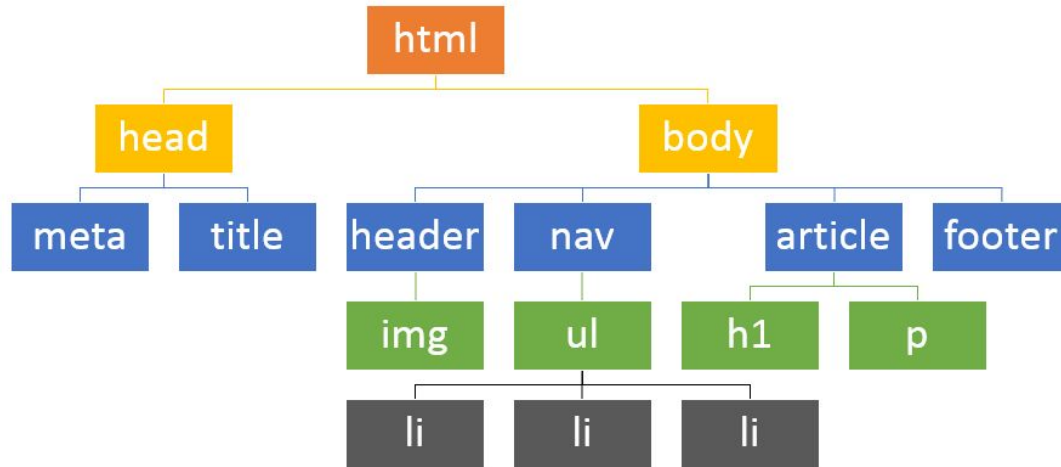 html
head
body
meta
title
header
nav
article
footer
img
ul
h1
p
li
li
li